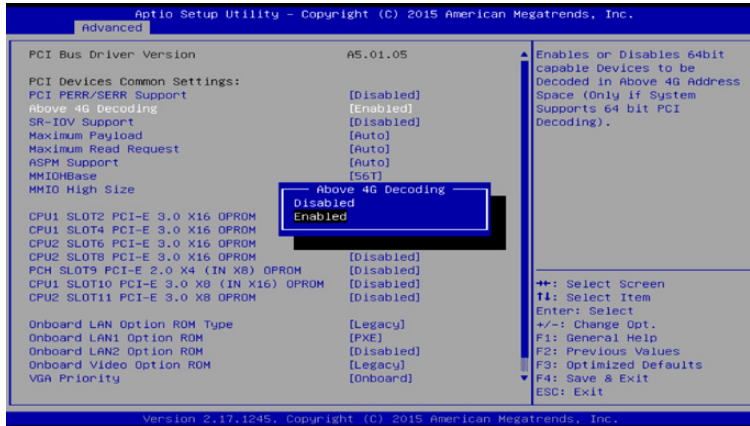 Aptio Setup Utility – Copyright (C) 2015 American Megatrends, Inc.
Advanced
PCI Bus Driver Version A5.01.05
PCI Devices Common Settings:
PCI PERR/SERR Support [Disabled]
Above 4G Decoding [Enabled]
SR-IOV Support [Disabled]
Maximum Payload [Auto]
Maximum Read Request [Auto]
ASPM Support [Auto]
MMIOHBase [56T]
MMIO High Size
Above 4G Decoding
Disabled
Enabled
CPU1 SLOT2 PCI-E 3.0 X16 OPROM
CPU1 SLOT4 PCI-E 3.0 X16 OPROM
CPU2 SLOT6 PCI-E 3.0 X16 OPROM
CPU2 SLOT8 PCI-E 3.0 X16 OPROM [Disabled]
PCH SLOT9 PCI-E 2.0 X4 (IN X8) OPROM [Disabled]
CPU1 SLOT10 PCI-E 3.0 X8 (IN X16) OPROM [Disabled]
CPU2 SLOT11 PCI-E 3.0 X8 OPROM [Disabled]
Onboard LAN Option ROM Type [Legacy]
Onboard LAN1 Option ROM [PXE]
Onboard LAN2 Option ROM [Disabled]
Onboard Video Option ROM [Legacy]
VGA Priority [Onboard]
Enables or Disables 64bit
capable Devices to be
Decoded in Above 4G Address
Space (Only if System
Supports 64 bit PCI
Decoding).
→←: Select Screen
↑↓: Select Item
Enter: Select
+/-: Change Opt.
F1: General Help
F2: Previous Values
F3: Optimized Defaults
F4: Save & Exit
ESC: Exit
Version 2.17.1245. Copyright (C) 2015 American Megatrends, Inc.